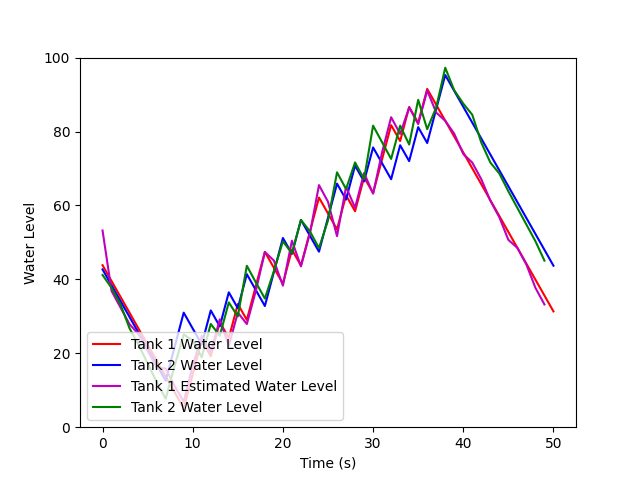 100
80
60
40
20
0
Water Level
Tank 1 Water Level
Tank 2 Water Level
Tank 1 Estimated Water Level
Tank 2 Water Level
0 10 20 30 40 50
Time (s)